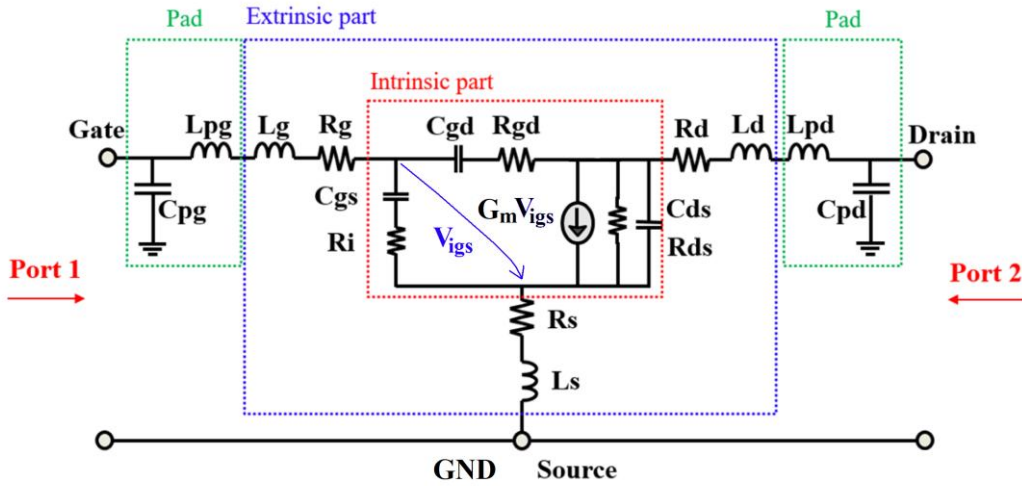 Pad
Extrinsic part
Pad
Intrinsic part
Gate
Lpg
Lg
Rg
Cgd
Rgd
Rd
Ld
Lpd
Drain
Cpg
Cgs
GmVigs
Cds
Cpd
Ri
Vigs
Rds
Port 1
Port 2
Rs
Ls
GND
Source